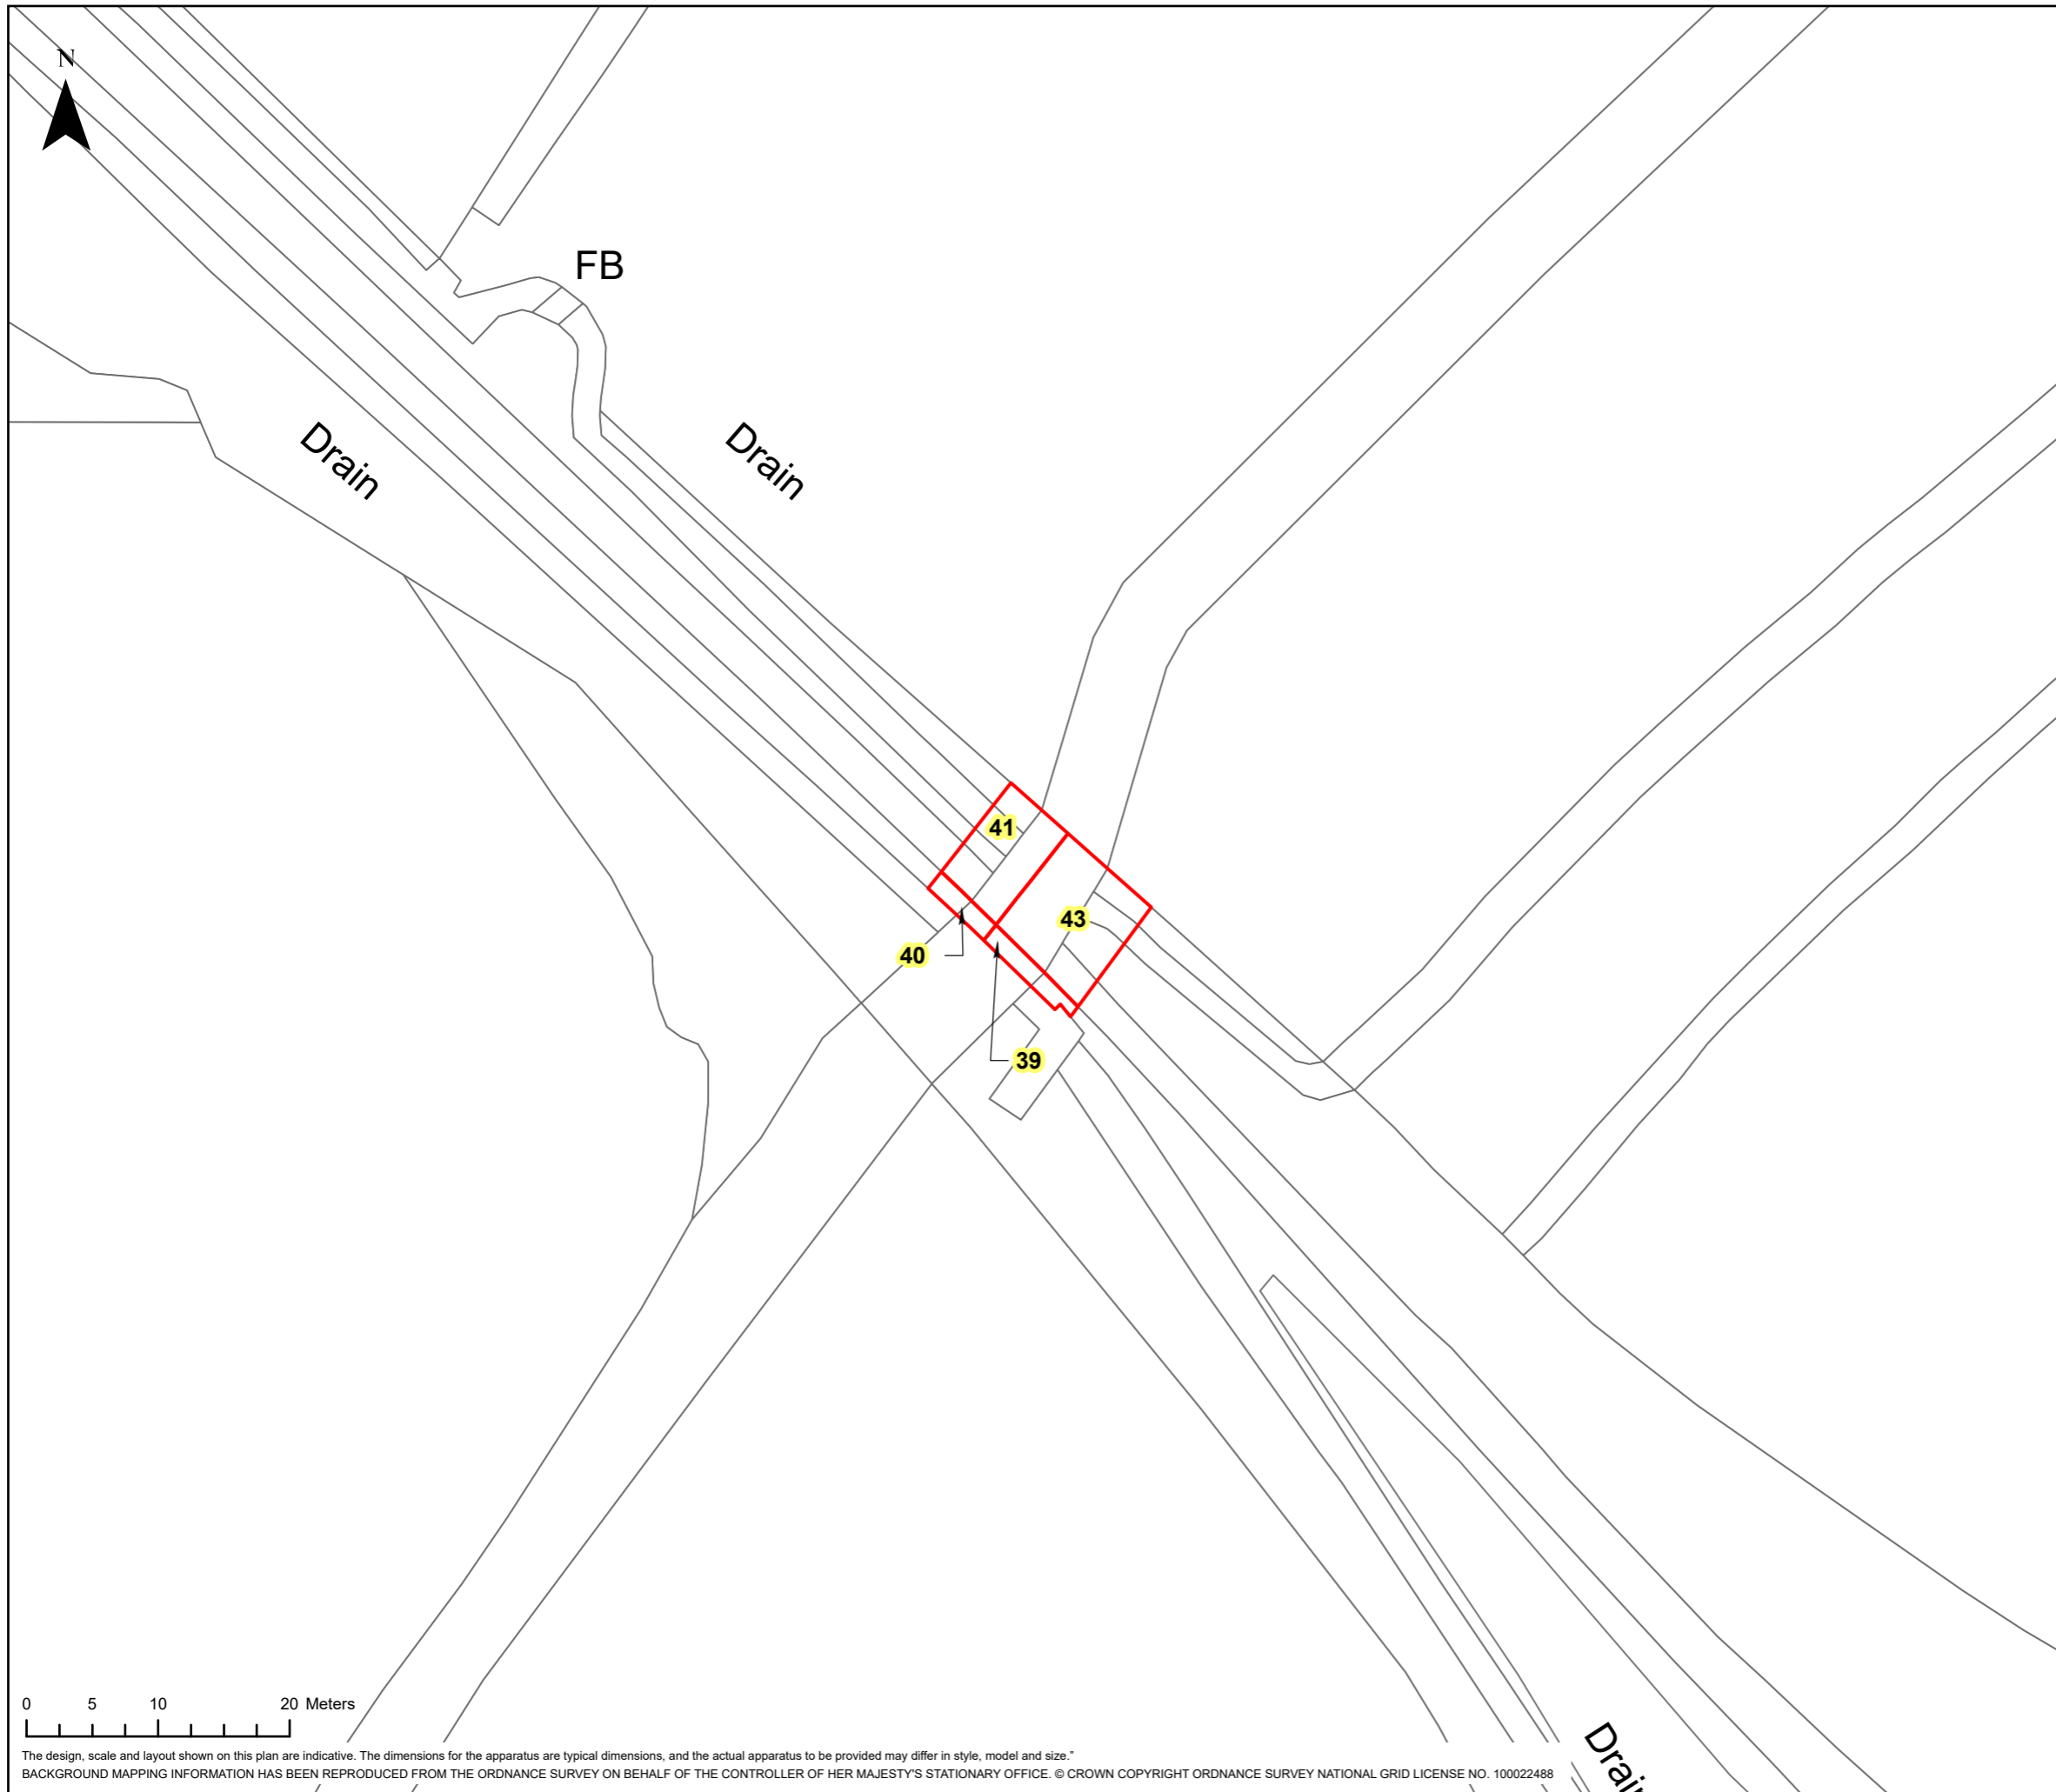 N
FB
Drain
Drain
41
43
40
39
0 5 10 20 Meters
The design, scale and layout shown on this plan are indicative. The dimensions for the apparatus are typical dimensions, and the actual apparatus to be provided may differ in style, model and size."
BACKGROUND MAPPING INFORMATION HAS BEEN REPRODUCED FROM THE ORDNANCE SURVEY ON BEHALF OF THE CONTROLLER OF HER MAJESTY'S STATIONARY OFFICE. © CROWN COPYRIGHT ORDNANCE SURVEY NATIONAL GRID LICENSE NO. 100022488
Drain